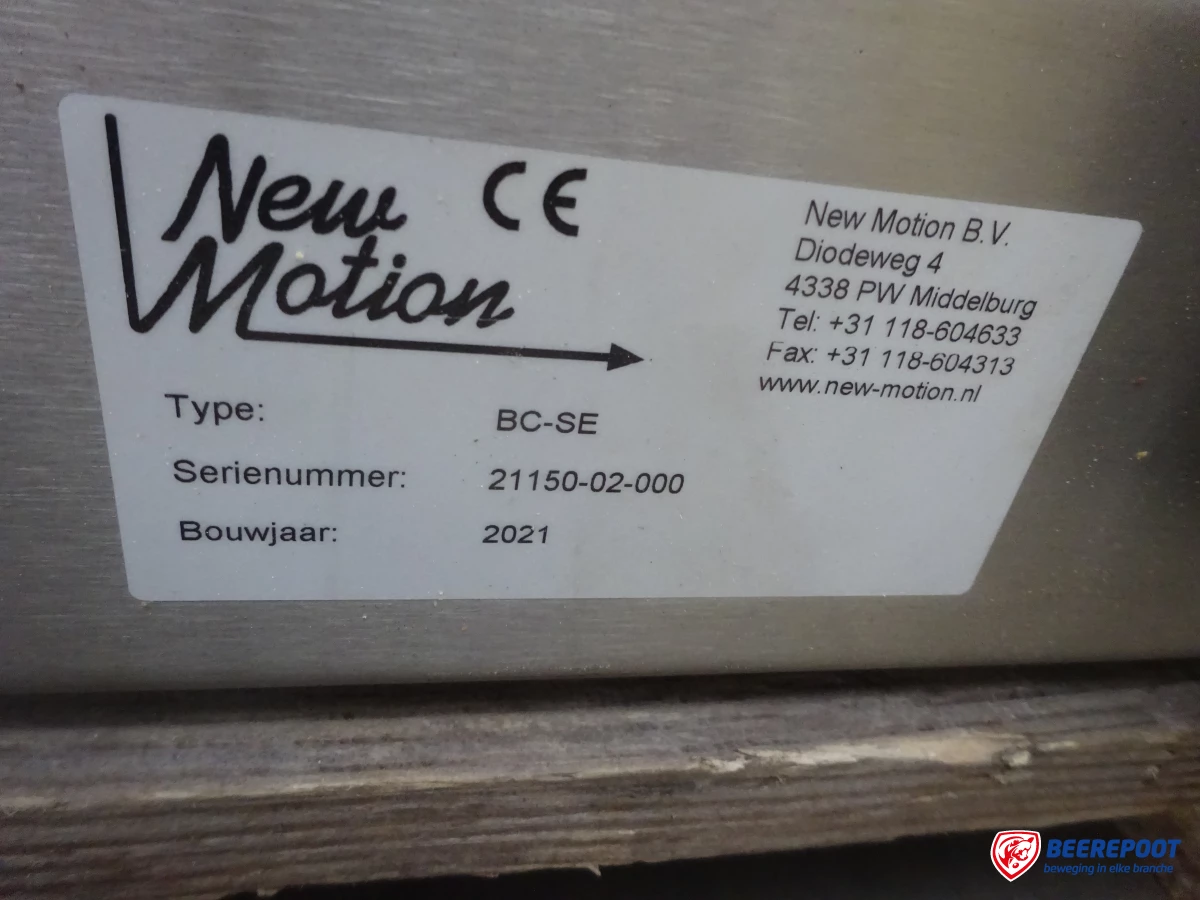 New
Motion
CE
New Motion B.V.
Diodeweg 4
4338 PW Middelburg
Tel: +31 118-604633
Fax: +31 118-604313
www.new-motion.nl
Type: BC-SE
Serienummer: 21150-02-000
Bouwjaar: 2021
BEEREPOOT
beweging in elke branche